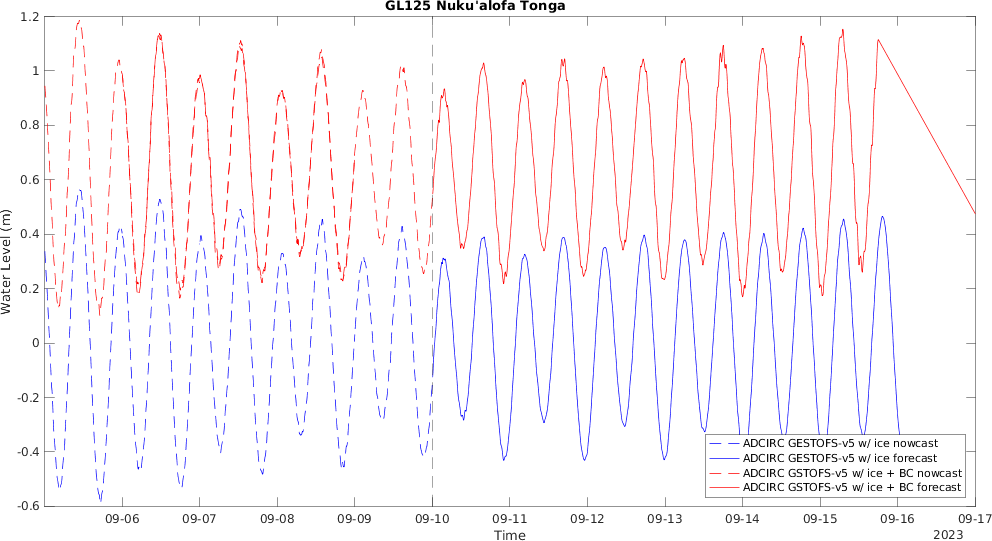 GL125 Nuku'alofa Tonga
1.2
1
0.8
0.6
0.4
0.2
0
-0.2
-0.4
-0.6
Water Level (m)
ADCIRC GESTOFS-v5 w/ ice nowcast
ADCIRC GESTOFS-v5 w/ ice forecast
ADCIRC GSTOFS-v5 w/ ice + BC nowcast
ADCIRC GSTOFS-v5 w/ ice + BC forecast
09-06 09-07 09-08 09-09 09-10 09-11 09-12 09-13 09-14 09-15 09-16 09-17
Time
2023